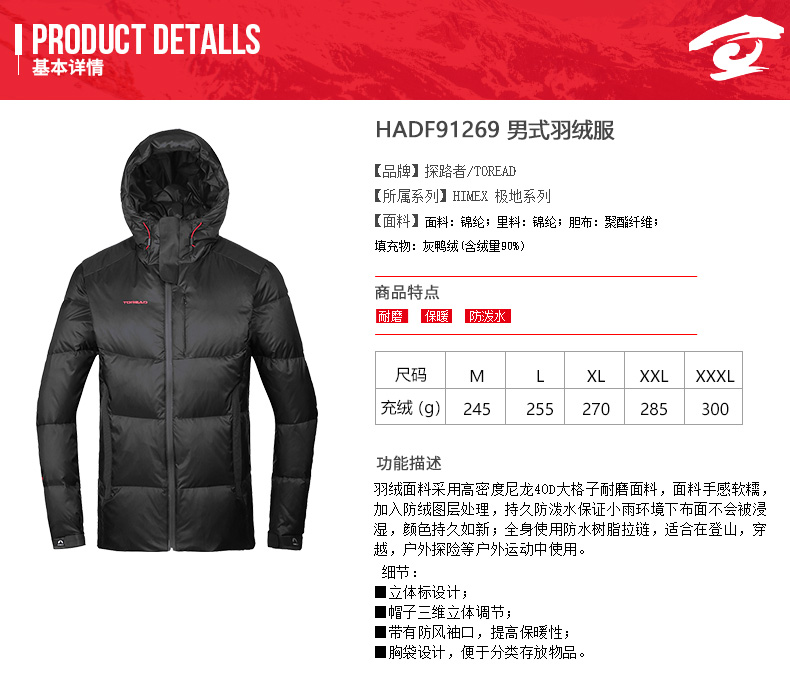 PRODUCT DETALLS
基本详情
HADF91269 男式羽绒服
【品牌】探路者/TOREAD
【所属系列】HIMEX 极地系列
【面料】面料：锦纶；里料：锦纶；胆布：聚酯纤维；
填充物：灰鸭绒(含绒量90%)
TOREAD
商品特点
耐磨 保暖 防泼水
尺码 M L XL XXL XXXL
充绒 (g) 245 255 270 285 300
功能描述
羽绒面料采用高密度尼龙40D大格子耐磨面料，面料手感软糯，
加入防绒图层处理，持久防泼水保证小雨环境下布面不会被浸
湿，颜色持久如新；全身使用防水树脂拉链，适合在登山，穿
越，户外探险等户外运动中使用。
细节：
■立体标设计；
■帽子三维立体调节；
■带有防风袖口，提高保暖性；
■胸袋设计，便于分类存放物品。